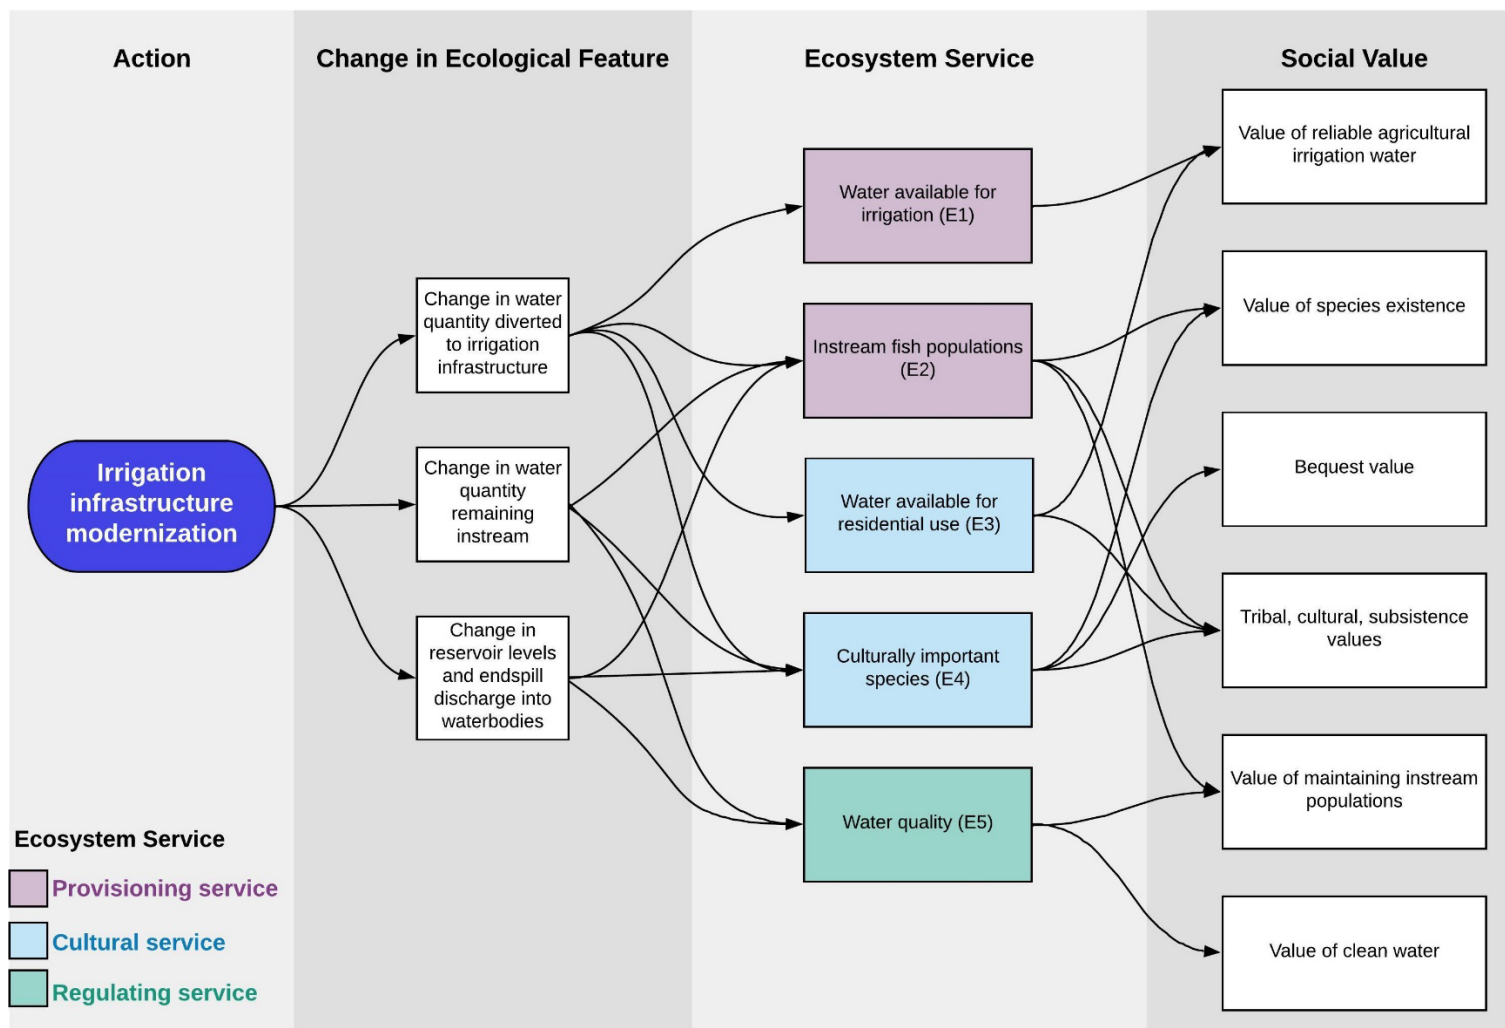 Action
Change in Ecological Feature
Ecosystem Service
Social Value
Irrigation
infrastructure
modernization
Change in water
quantity diverted
to irrigation
infrastructure
Change in water
quantity
remaining
instream
Change in
reservoir levels
and endspill
discharge into
waterbodies
Water available for
irrigation (E1)
Instream fish populations
(E2)
Water available for
residential use (E3)
Culturally important
species (E4)
Water quality (E5)
Value of reliable agricultural
irrigation water
Value of species existence
Bequest value
Tribal, cultural, subsistence
values
Value of maintaining instream
populations
Value of clean water
Ecosystem Service
Provisioning service
Cultural service
Regulating service